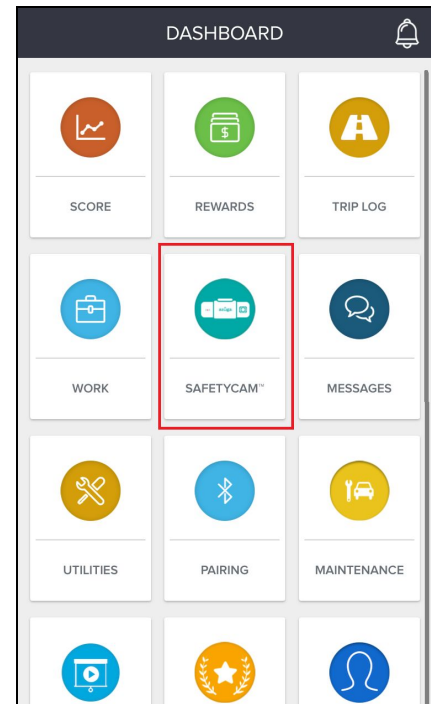 DASHBOARD
$
SCORE REWARDS TRIP LOG
WORK SAFETYCAM™ MESSAGES
UTILITIES PAIRING MAINTENANCE